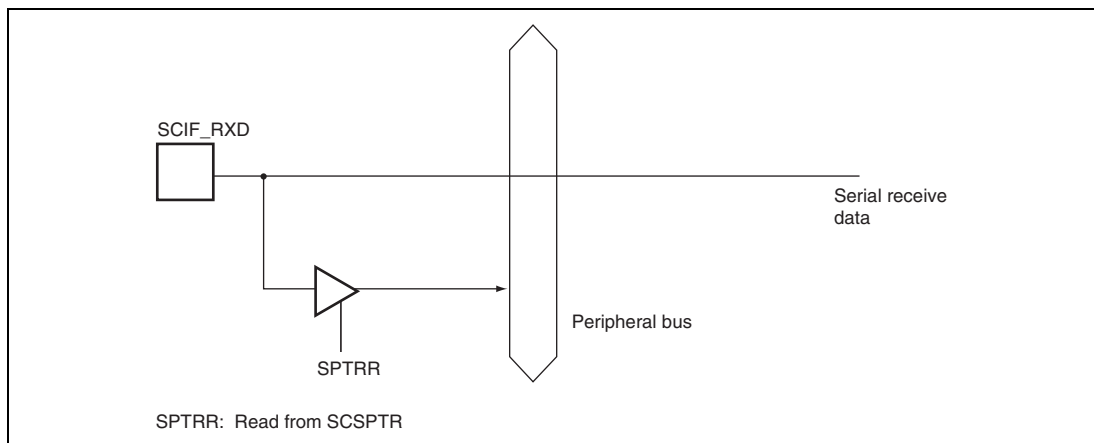 SCIF_RXD
Serial receive
data
Peripheral bus
SPTRR
SPTRR: Read from SCSPTR